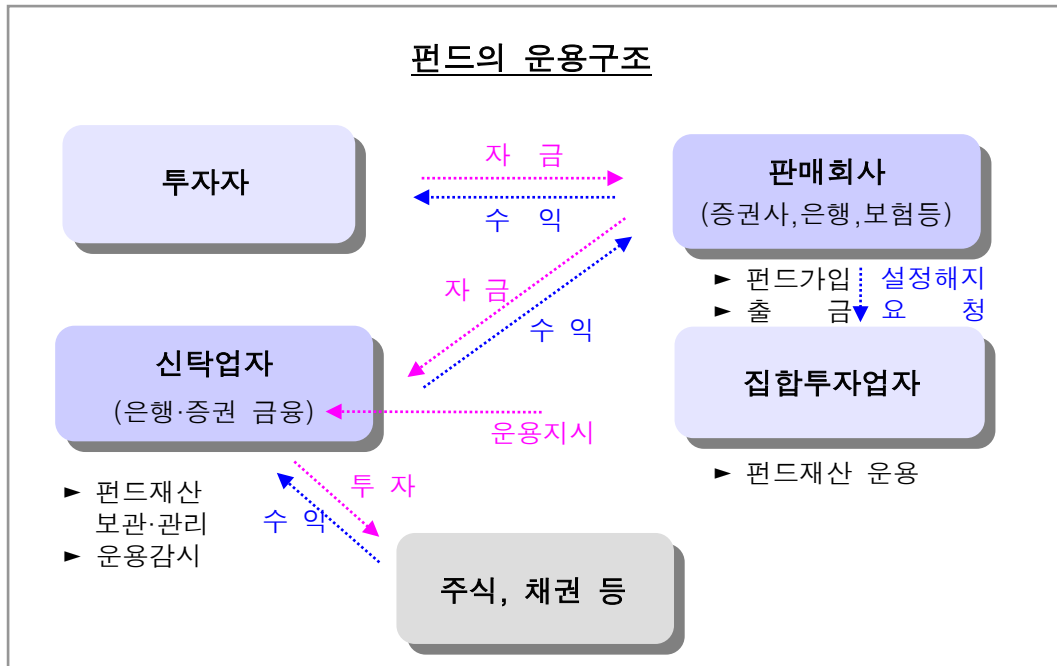 펀드의 운용구조
투자자
자 금
수 익
판매회사
(증권사,은행,보험등)
► 펀드가입
► 출 금
설정해지
요 청
자 금
수 익
신탁업자
(은행·증권 금융)
운용지시
집합투자업자
► 펀드재산 운용
► 펀드재산
보관·관리
► 운용감시
투 자
수 익
주식, 채권 등